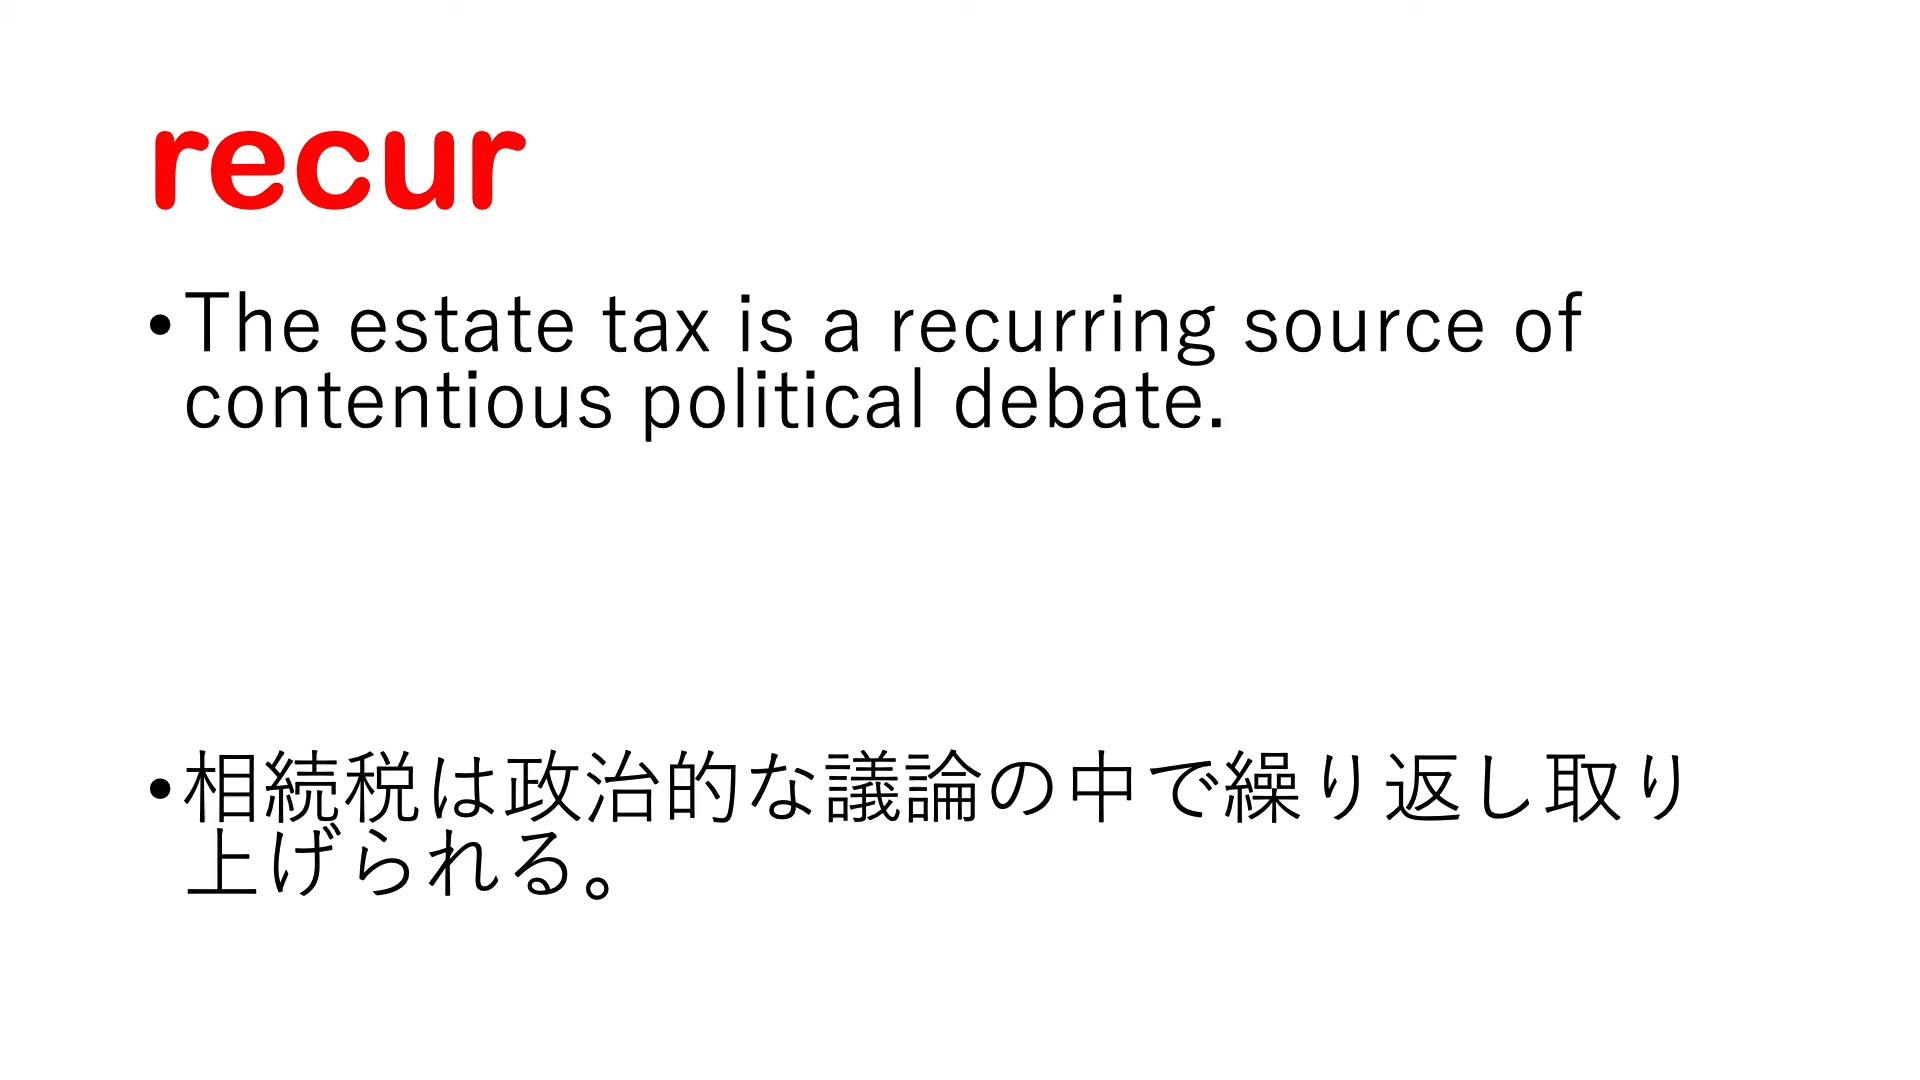 recur
•The estate tax is a recurring source of
contentious political debate.
•相続税は政治的な議論の中で繰り返し取り
上げられる。